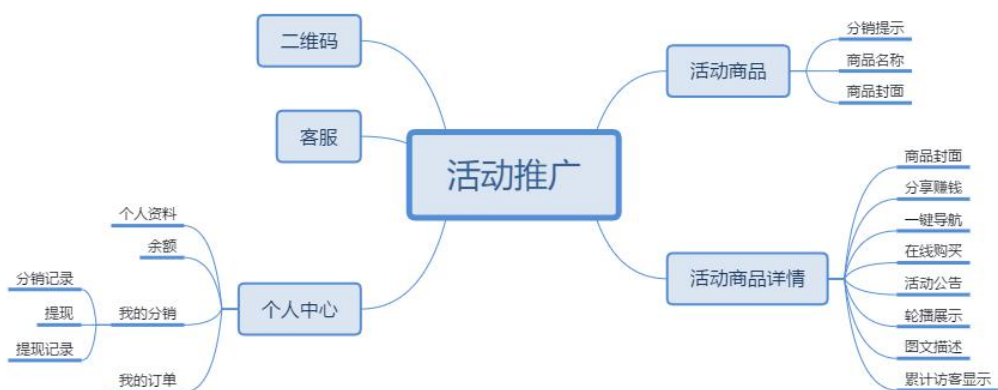 活动推广
二维码
客服
个人中心
个人资料
余额
我的分销
分销记录
提现
提现记录
我的订单
活动商品
分销提示
商品名称
商品封面
活动商品详情
商品封面
分享赚钱
一键导航
在线购买
活动公告
轮播展示
图文描述
累计访客显示